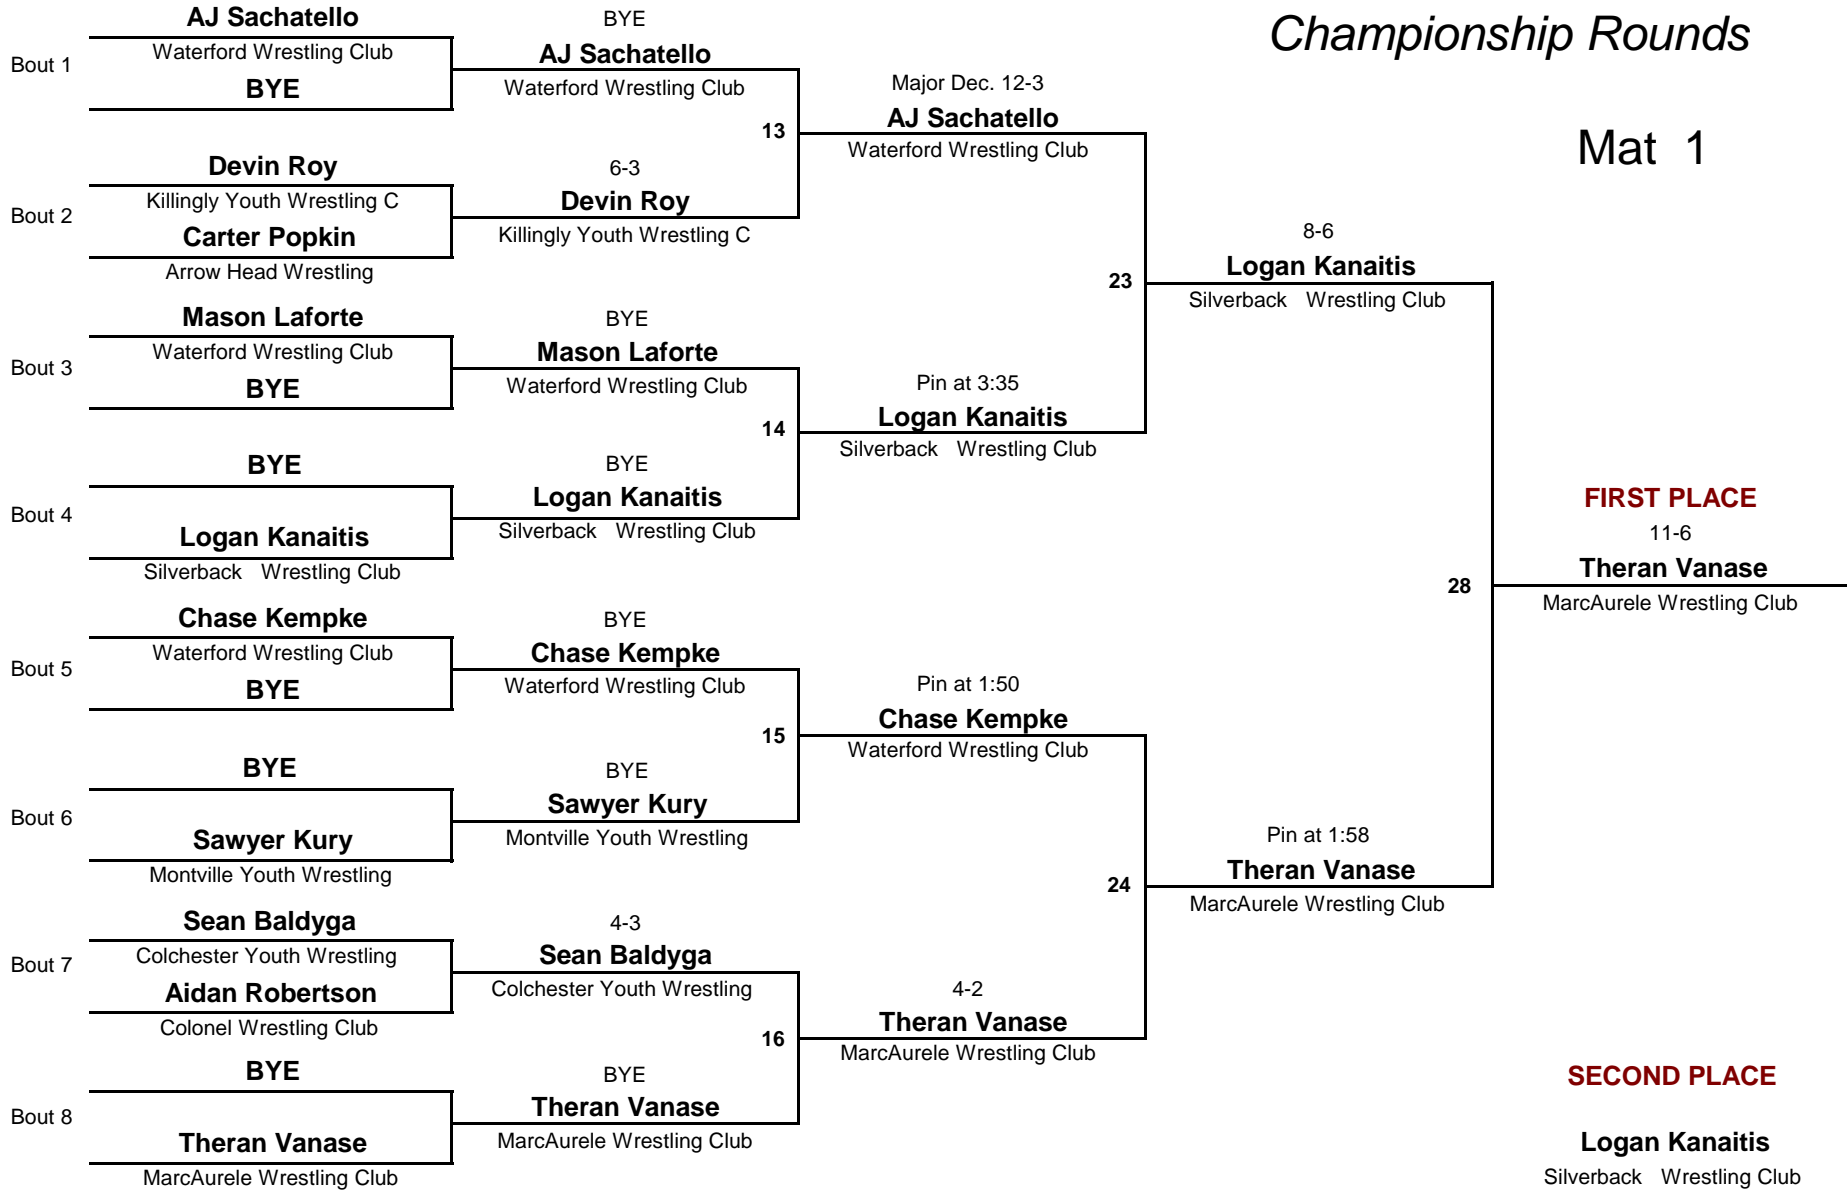 Championship Rounds
Mat 1
Bout 1
AJ Sachatello
Waterford Wrestling Club
BYE
Bout 2
Devin Roy
Killingly Youth Wrestling C
Carter Popkin
Arrow Head Wrestling
Bout 3
Mason Laforte
Waterford Wrestling Club
BYE
Bout 4
BYE
Logan Kanaitis
Silverback Wrestling Club
Bout 5
Chase Kempke
Waterford Wrestling Club
BYE
Bout 6
BYE
Sawyer Kury
Montville Youth Wrestling
Bout 7
Sean Baldyga
Colchester Youth Wrestling
Aidan Robertson
Colonel Wrestling Club
Bout 8
BYE
Theran Vanase
MarcAurele Wrestling Club
BYE
AJ Sachatello
Waterford Wrestling Club
13
6-3
Devin Roy
Killingly Youth Wrestling C
BYE
Mason Laforte
Waterford Wrestling Club
14
BYE
Logan Kanaitis
Silverback Wrestling Club
BYE
Chase Kempke
Waterford Wrestling Club
15
BYE
Sawyer Kury
Montville Youth Wrestling
4-3
Sean Baldyga
Colchester Youth Wrestling
16
BYE
Theran Vanase
MarcAurele Wrestling Club
Major Dec. 12-3
AJ Sachatello
Waterford Wrestling Club
23
Pin at 3:35
Logan Kanaitis
Silverback Wrestling Club
Pin at 1:50
Chase Kempke
Waterford Wrestling Club
24
4-2
Theran Vanase
MarcAurele Wrestling Club
8-6
Logan Kanaitis
Silverback Wrestling Club
28
Pin at 1:58
Theran Vanase
MarcAurele Wrestling Club
FIRST PLACE
11-6
Theran Vanase
MarcAurele Wrestling Club
SECOND PLACE
Logan Kanaitis
Silverback Wrestling Club